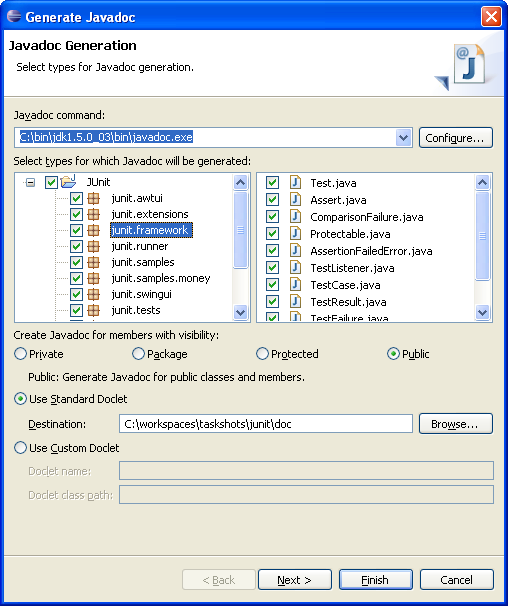 Generate Javadoc
Javadoc Generation
Select types for Javadoc generation.
Javadoc command:
C:\bin\jdk1.5.0_03\bin\javadoc.exe
Configure...
Select types for which Javadoc will be generated:
JUnit
junit.awtui
junit.extensions
junit.framework
junit.runner
junit.samples
junit.samples.money
junit.swingui
junit.tests
Test.java
Assert.java
ComparisonFailure.java
Protectable.java
AssertionFailedError.java
TestListener.java
TestCase.java
TestResult.java
TestFailure.java
Create Javadoc for members with visibility:
Private Package Protected Public
Public: Generate Javadoc for public classes and members.
Use Standard Doclet
Destination: C:\workspaces\taskshots\junit\doc Browse...
Use Custom Doclet
Doclet name:
Doclet class path:
< Back Next > Finish Cancel